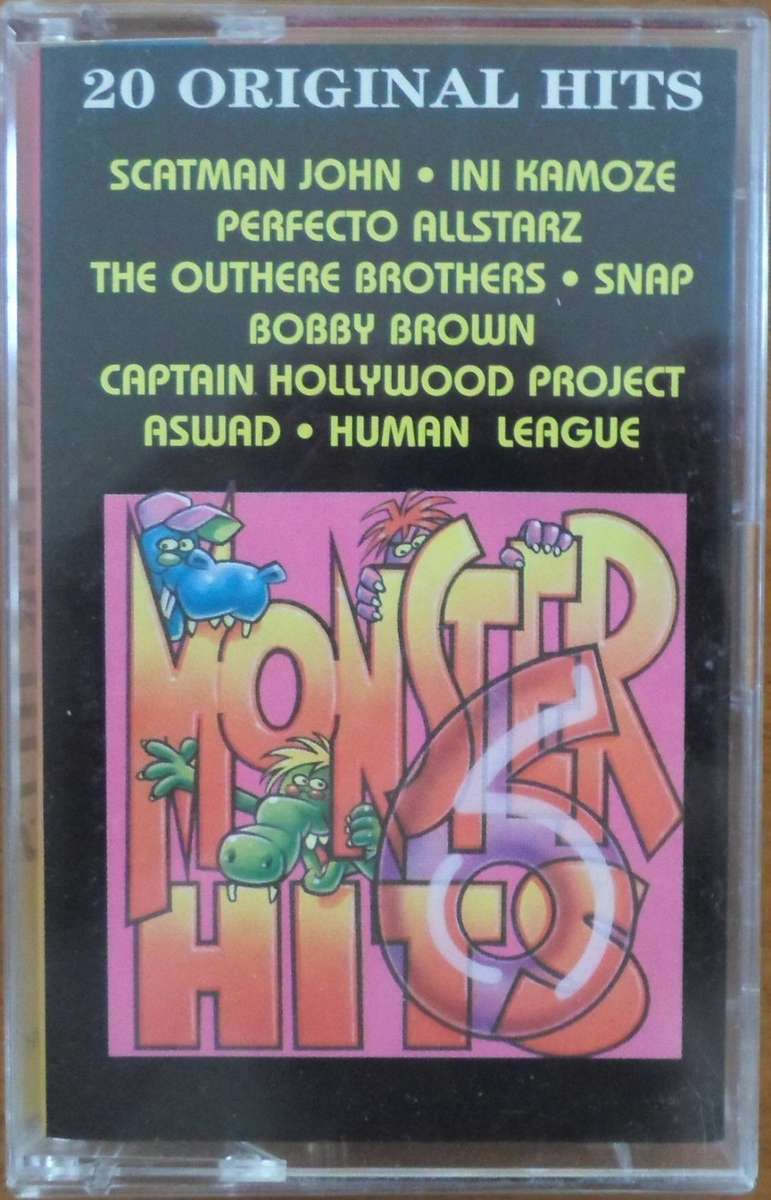 20 ORIGINAL HITS
SCATMAN JOHN • INI KAMOZE
PERFECTO ALLSTARZ
THE OUTHERE BROTHERS • SNAP
BOBBY BROWN
CAPTAIN HOLLYWOOD PROJECT
ASWAD • HUMAN LEAGUE
MONSTER
HITS
6